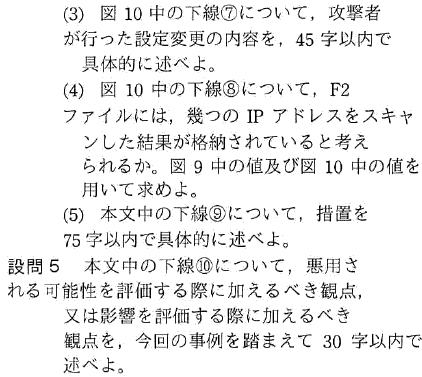 (3) 図 10 中の下線⑦について，攻撃者
が行った設定変更の内容を，45 字以内で
具体的に述べよ。
(4) 図 10 中の下線⑧について，F2
ファイルには，幾つの IP アドレスをスキャ
ンした結果が格納されていると考え
られるか。図 9 中の値及び図 10 中の値を
用いて求めよ。
(5) 本文中の下線⑨について，措置を
75 字以内で具体的に述べよ。
設問 5 本文中の下線⑩について，悪用さ
れる可能性を評価する際に加えるべき観点，
又は影響を評価する際に加えるべき
観点を，今回の事例を踏まえて 30 字以内で
述べよ。